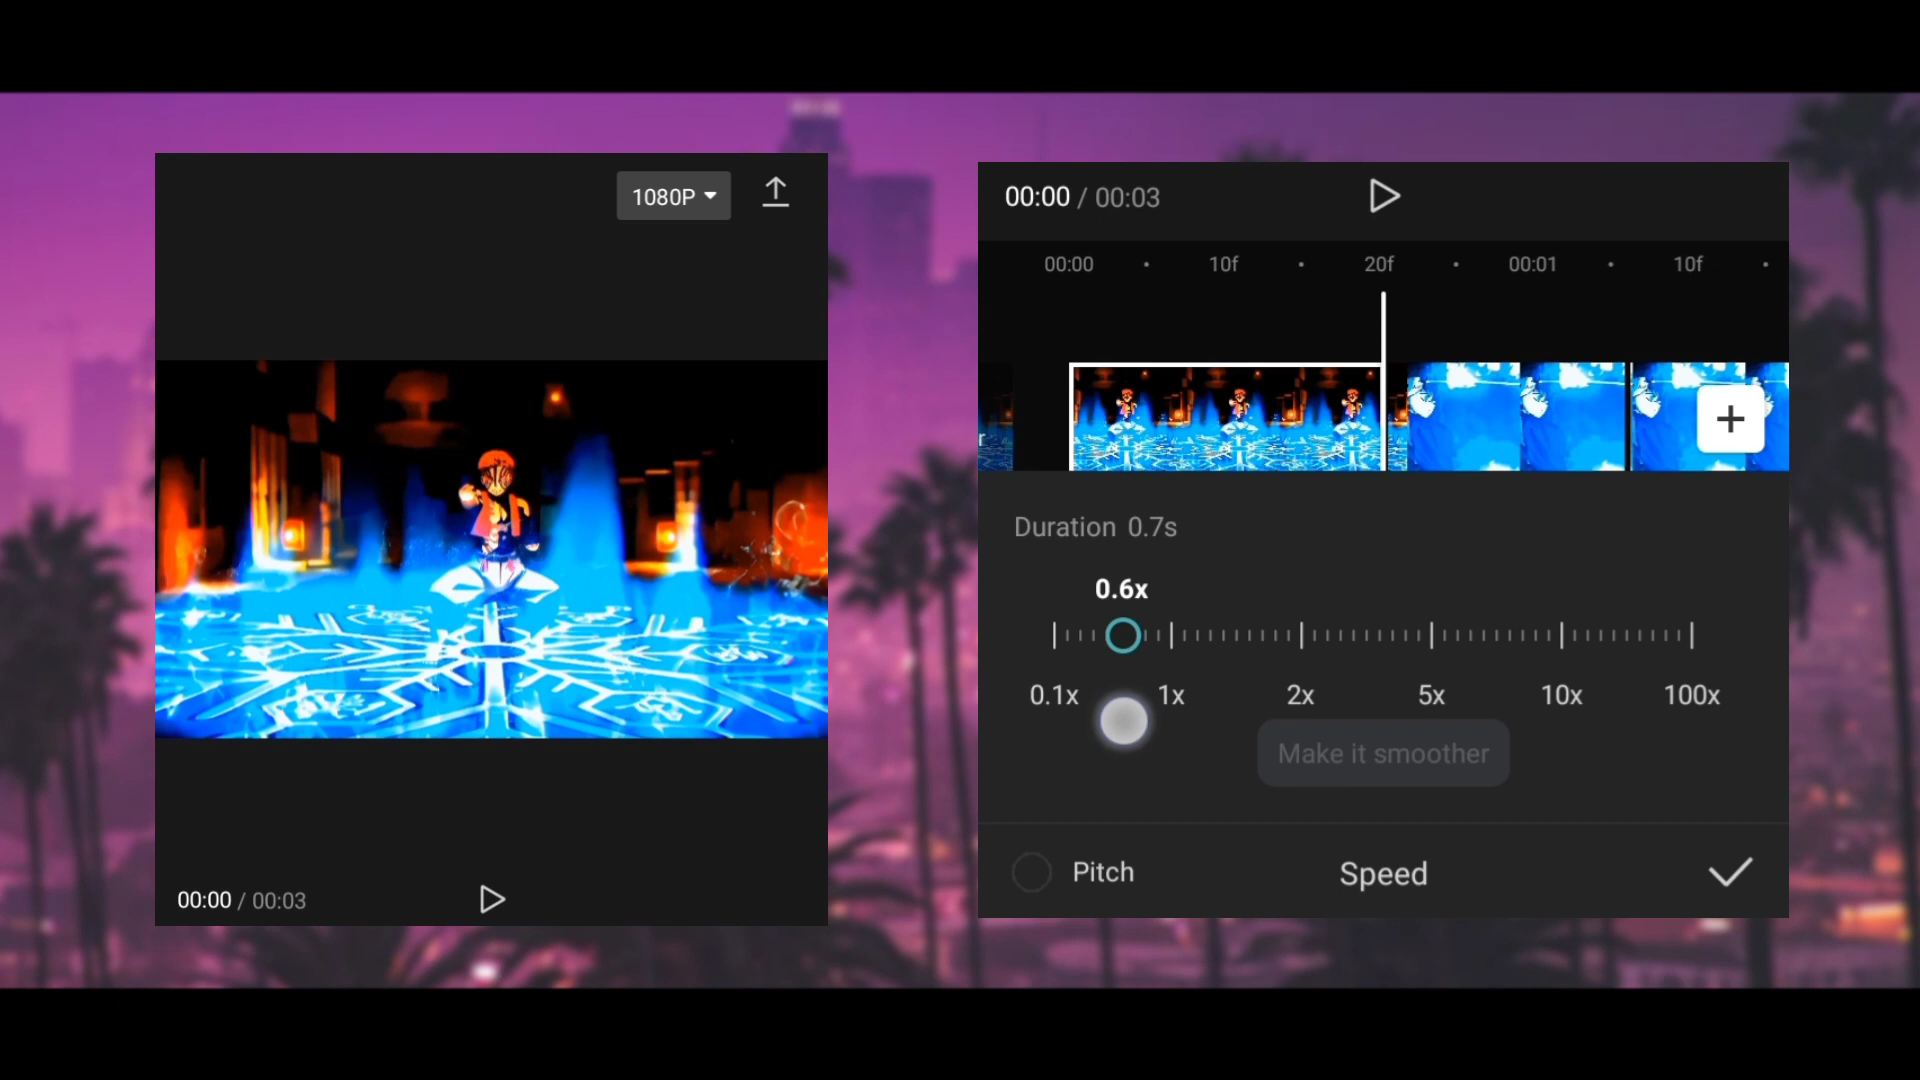 1080P
00:00 / 00:03
00:00 / 00:03
00:00 10f 20f 00:01 10f
r
Duration 0.7s
0.6x
0.1x 1x 2x 5x 10x 100x
Make it smoother
Pitch Speed